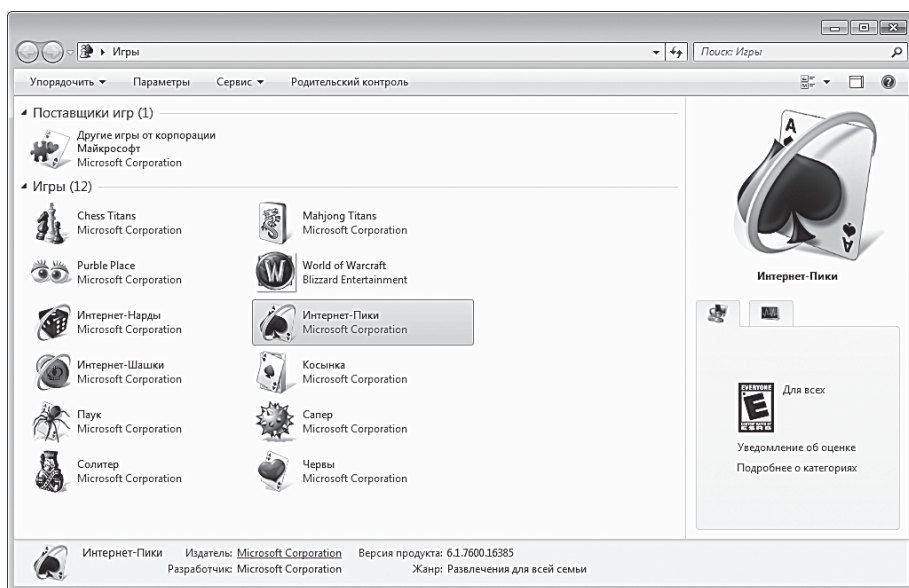 Игры
Поиск: Игры
Упорядочить Параметры Сервис Родительский контроль
Поставщики игр (1)
Другие игры от корпорации
Майкрософт
Microsoft Corporation
Игры (12)
Chess Titans
Microsoft Corporation
Mahjong Titans
Microsoft Corporation
Purble Place
Microsoft Corporation
World of Warcraft
Blizzard Entertainment
Интернет-Нарды
Microsoft Corporation
Интернет-Пики
Microsoft Corporation
Интернет-Шашки
Microsoft Corporation
Косынка
Microsoft Corporation
Паук
Microsoft Corporation
Сапер
Microsoft Corporation
Солитер
Microsoft Corporation
Червы
Microsoft Corporation
A
A
Интернет-Пики
EVERYONE
E
ESRB
Для всех
Уведомление об оценке
Подробнее о категориях
Интернет-Пики Издатель: Microsoft Corporation Версия продукта: 6.1.7600.16385
Разработчик: Microsoft Corporation Жанр: Развлечения для всей семьи